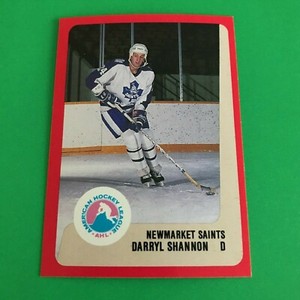 AMERICAN HOCKEY LEAGUE
AHL
NEWMARKET SAINTS
DARRYL SHANNON D